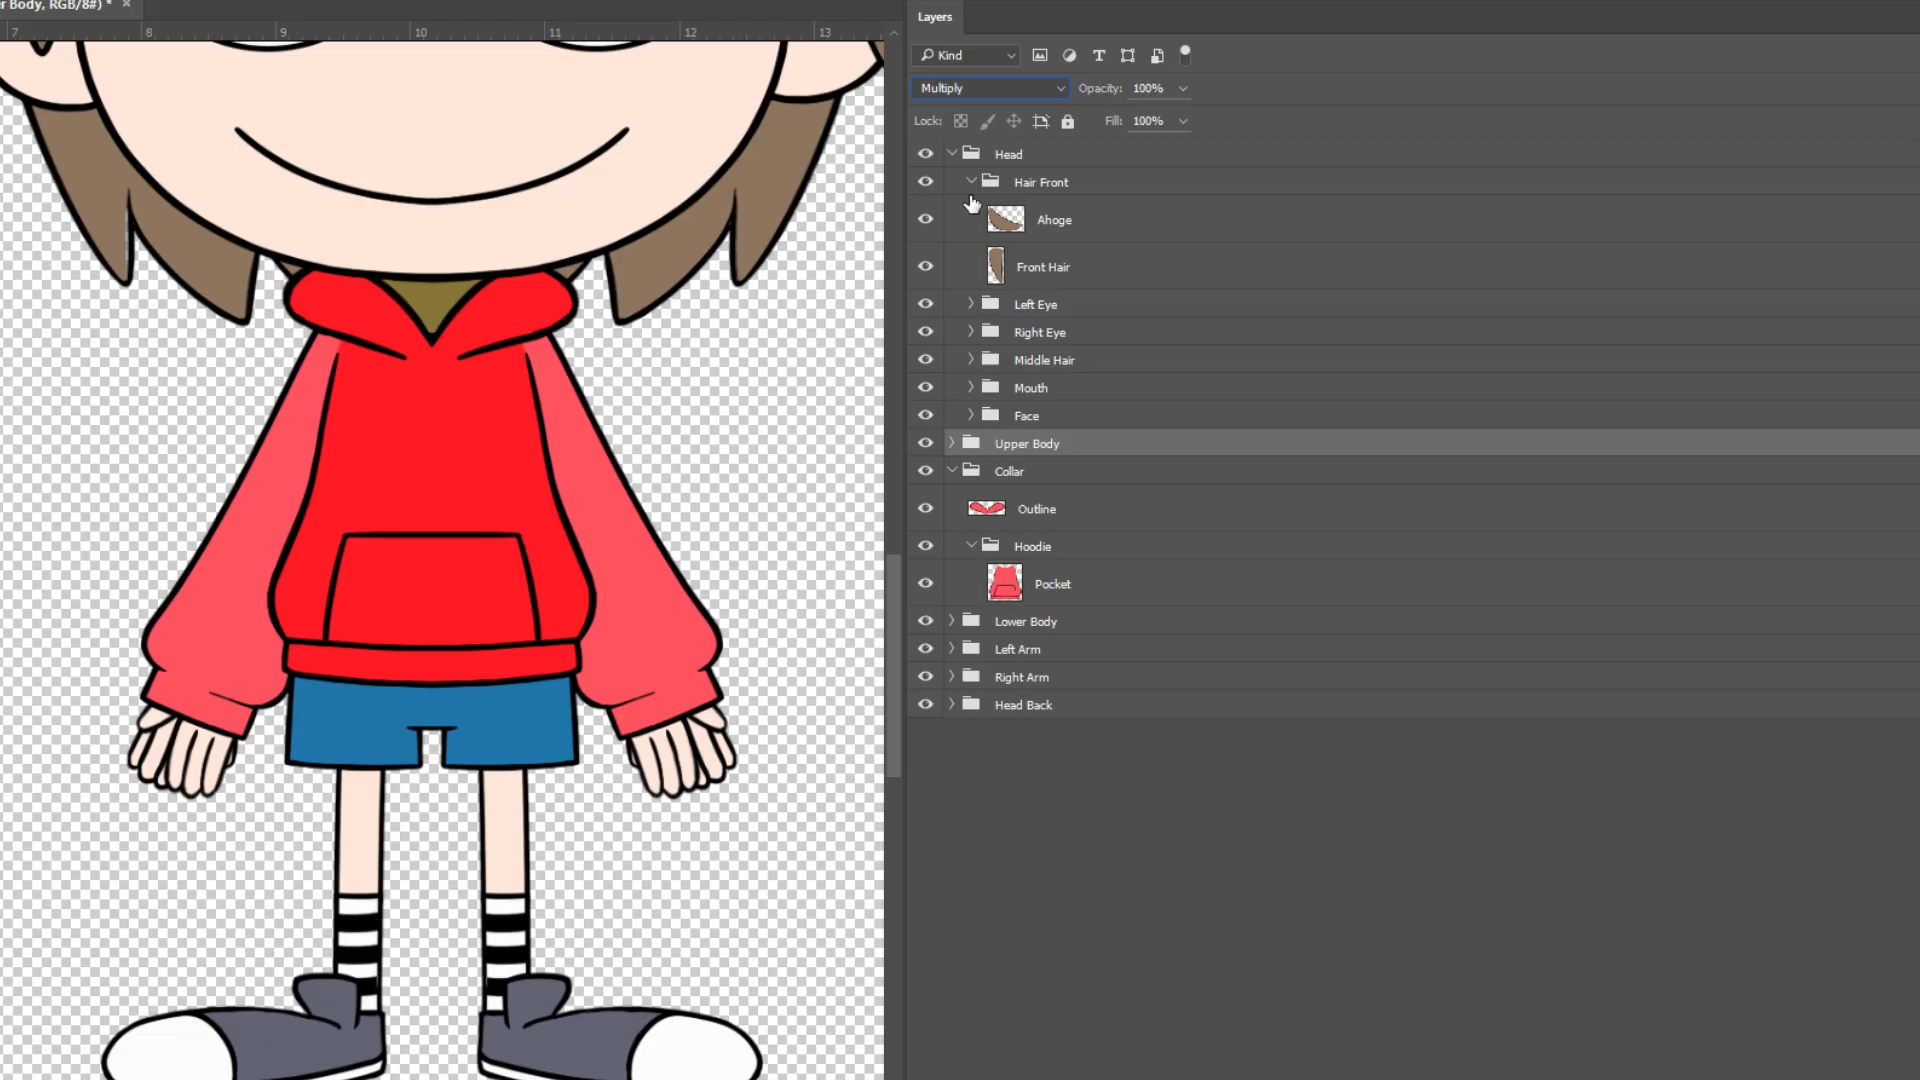 r Body, RGB/8#) * ×
7 8 9 10 11 12 13
Layers
Kind
Multiply Opacity: 100%
Lock: Fill: 100%
Head
Hair Front
Ahoge
Front Hair
Left Eye
Right Eye
Middle Hair
Mouth
Face
Upper Body
Collar
Outline
Hoodie
Pocket
Lower Body
Left Arm
Right Arm
Head Back